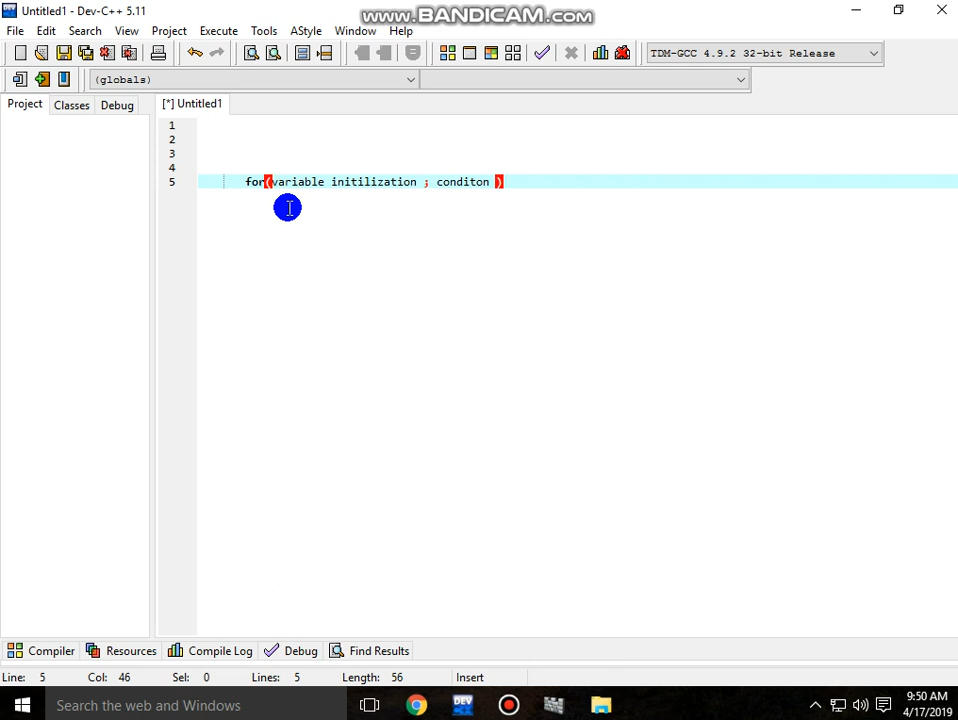 Untitled1 - Dev-C++ 5.11
www.BANDICAM.com
File Edit Search View Project Execute Tools AStyle Window Help
TDM-GCC 4.9.2 32-bit Release
(globals)
Project Classes Debug [*] Untitled1
1
2
3
4
5 for(variable initilization ; conditon )
Compiler Resources Compile Log Debug Find Results
Line: 5 Col: 46 Sel: 0 Lines: 5 Length: 56 Insert
Search the web and Windows
DEV
9:50 AM
4/17/2019